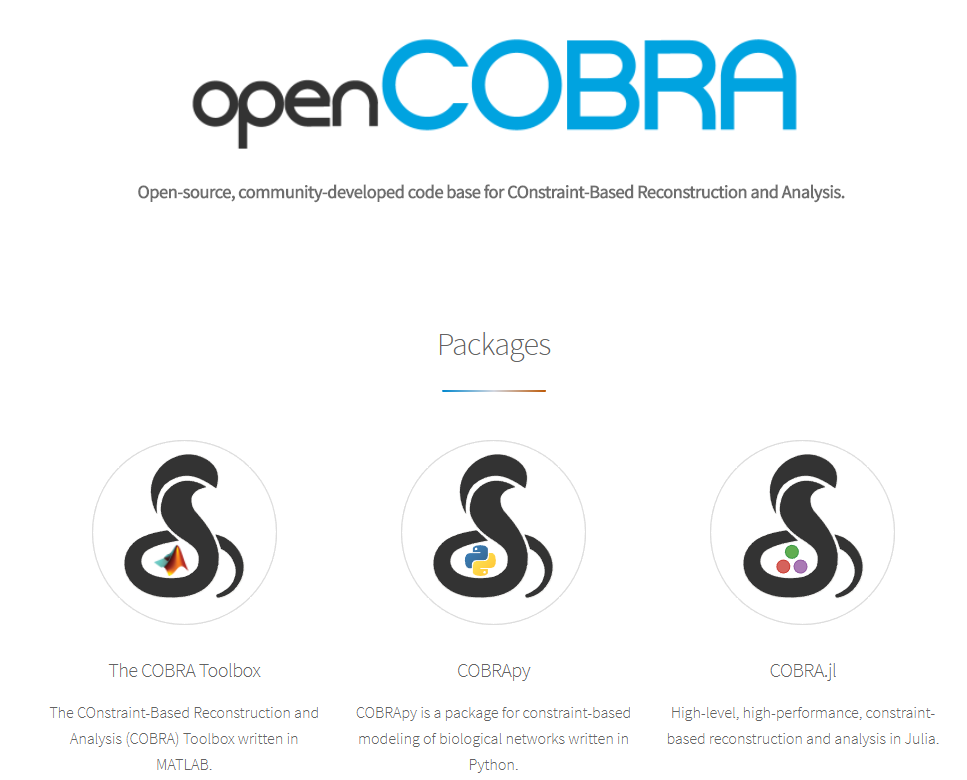 openCOBRA
Open-source, community-developed code base for COnstraint-Based Reconstruction and Analysis.
Packages
The COBRA Toolbox
The COnstraint-Based Reconstruction and
Analysis (COBRA) Toolbox written in
MATLAB.
COBRApy
COBRApy is a package for constraint-based
modeling of biological networks written in
Python.
COBRA.jl
High-level, high-performance, constraint-
based reconstruction and analysis in Julia.